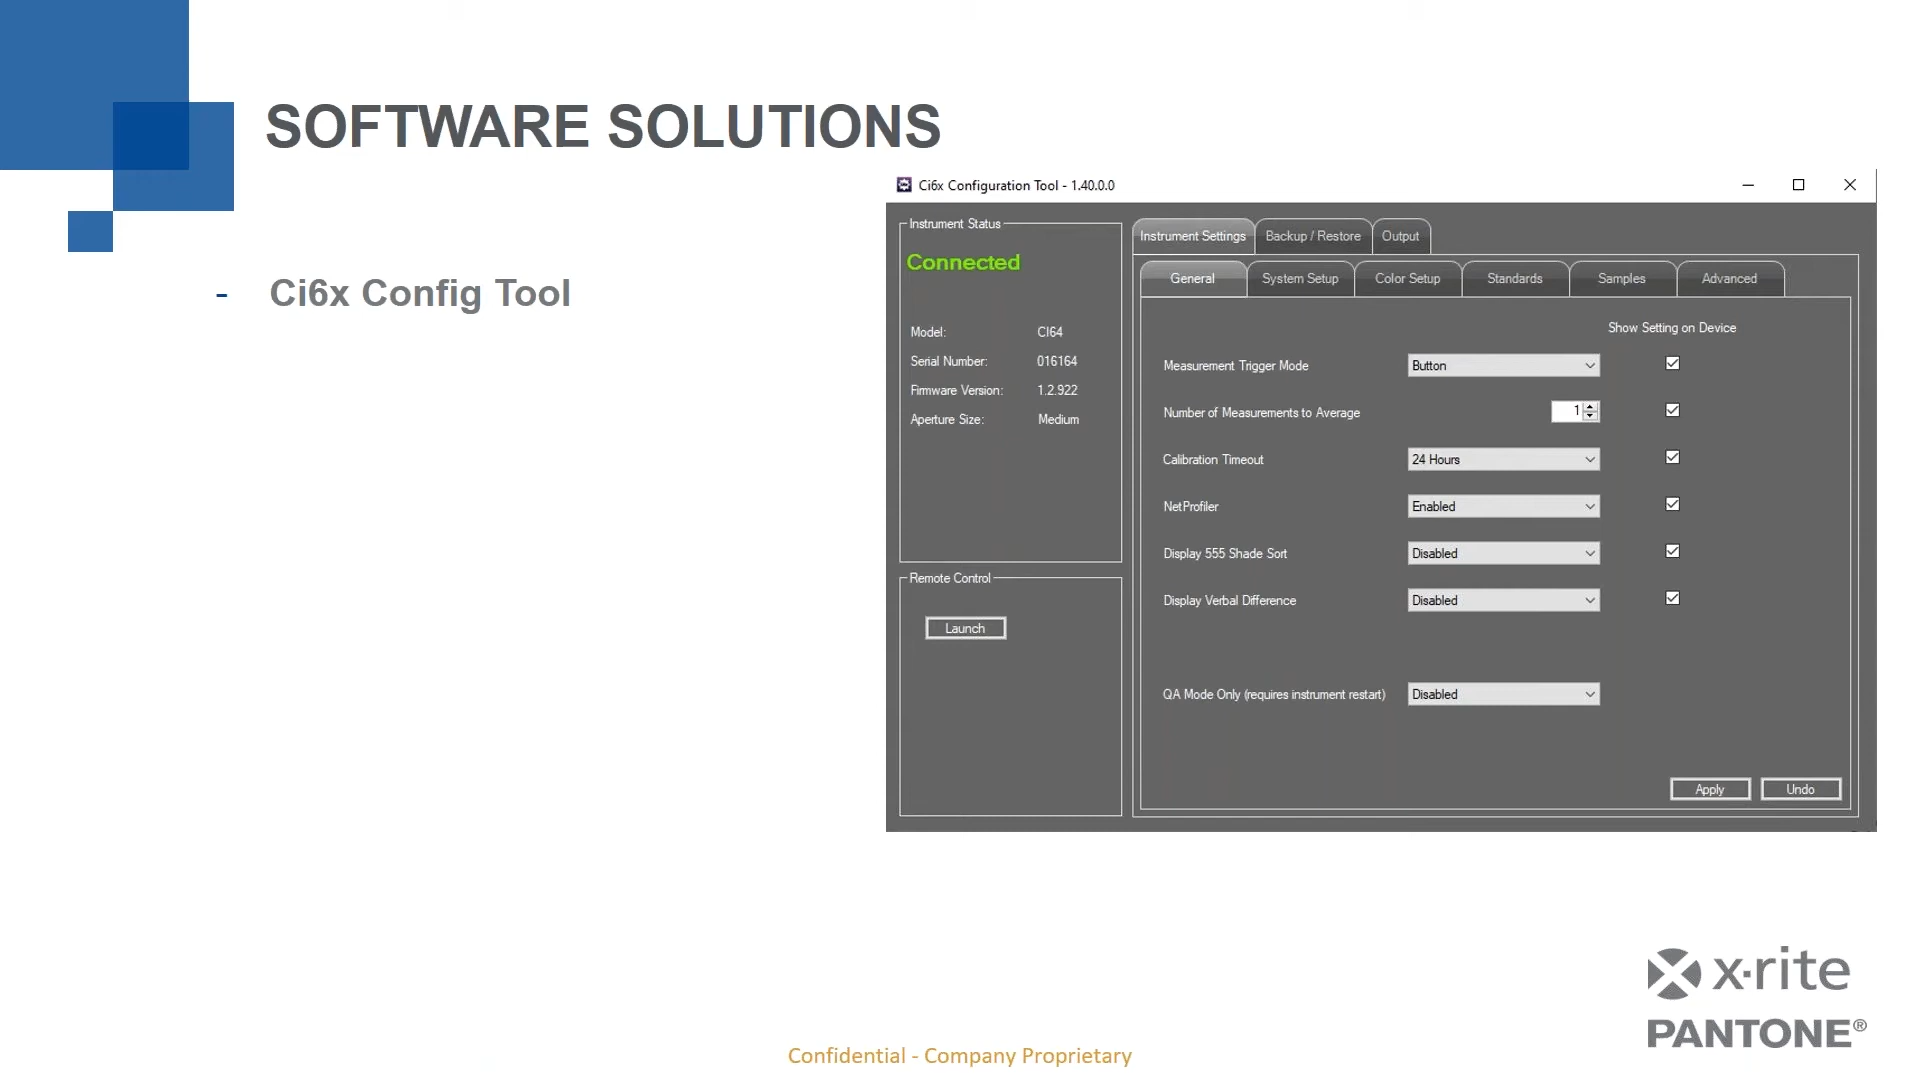 SOFTWARE SOLUTIONS
- Ci6x Config Tool
Ci6x Configuration Tool - 1.40.0.0
Instrument Status
Connected
Model: CI64
Serial Number: 016164
Firmware Version: 1.2.922
Aperture Size: Medium
Remote Control
Launch
Instrument Settings Backup / Restore Output
General System Setup Color Setup Standards Samples Advanced
Show Setting on Device
Measurement Trigger Mode Button
Number of Measurements to Average 1
Calibration Timeout 24 Hours
NetProfiler Enabled
Display 555 Shade Sort Disabled
Display Verbal Difference Disabled
QA Mode Only (requires instrument restart) Disabled
Apply Undo
x·rite
PANTONE®
Confidential - Company Proprietary